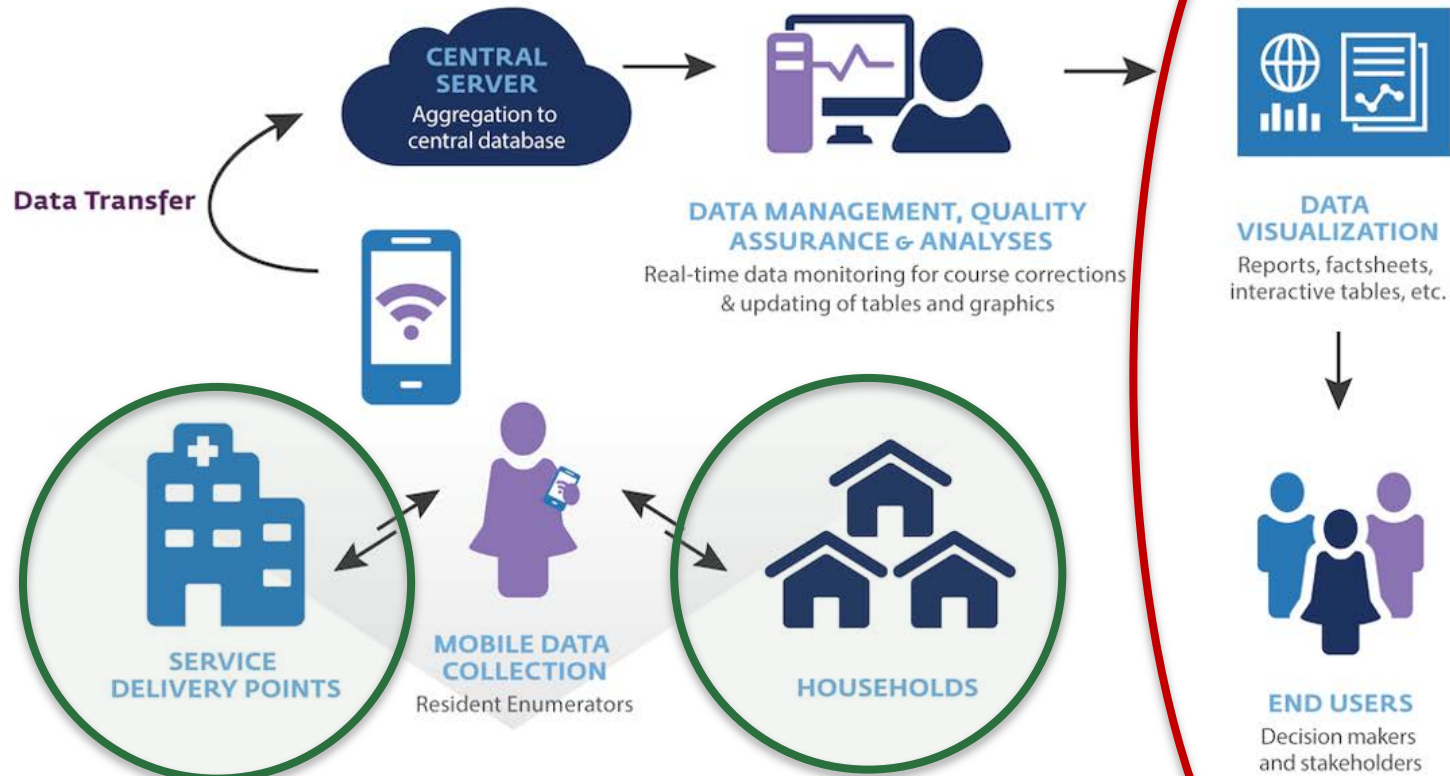 CENTRAL
SERVER
Aggregation to
central database
Data Transfer
DATA MANAGEMENT, QUALITY
ASSURANCE & ANALYSES
Real-time data monitoring for course corrections
& updating of tables and graphics
DATA
VISUALIZATION
Reports, factsheets,
interactive tables, etc.
SERVICE
DELIVERY POINTS
MOBILE DATA
COLLECTION
Resident Enumerators
HOUSEHOLDS
END USERS
Decision makers
and stakeholders